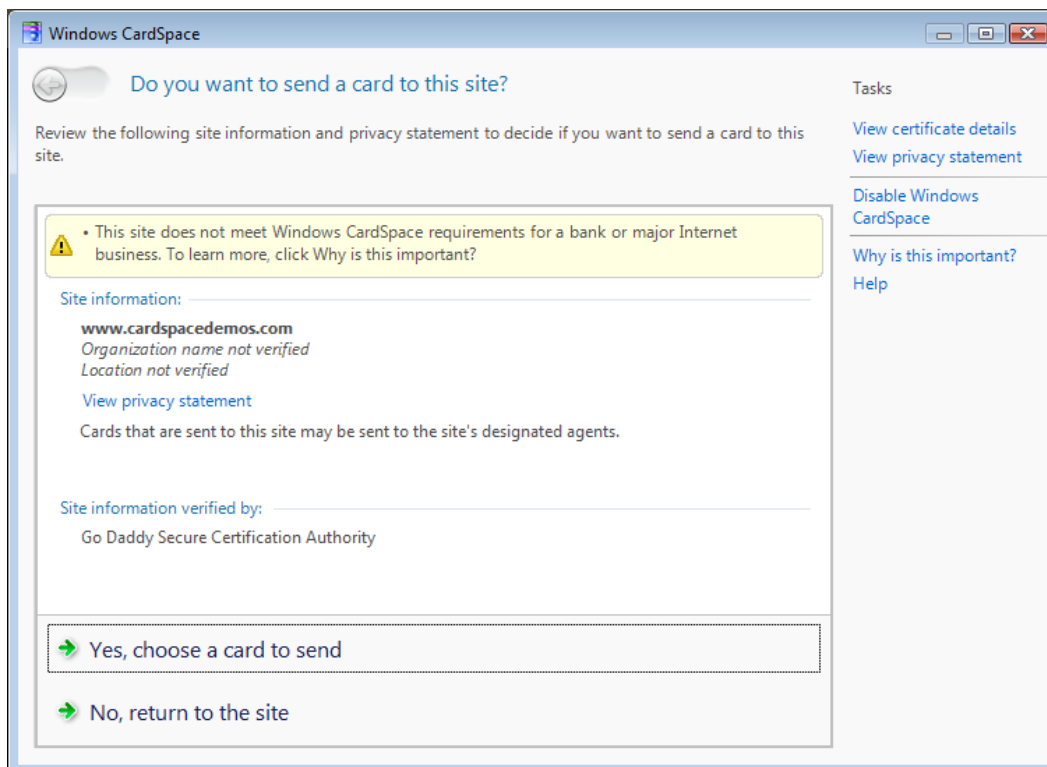 Windows CardSpace
Do you want to send a card to this site?
Review the following site information and privacy statement to decide if you want to send a card to this
site.
• This site does not meet Windows CardSpace requirements for a bank or major Internet
business. To learn more, click Why is this important?
Site information:
www.cardspacedemos.com
Organization name not verified
Location not verified
View privacy statement
Cards that are sent to this site may be sent to the site's designated agents.
Site information verified by:
Go Daddy Secure Certification Authority
Yes, choose a card to send
No, return to the site
Tasks
View certificate details
View privacy statement
Disable Windows
CardSpace
Why is this important?
Help